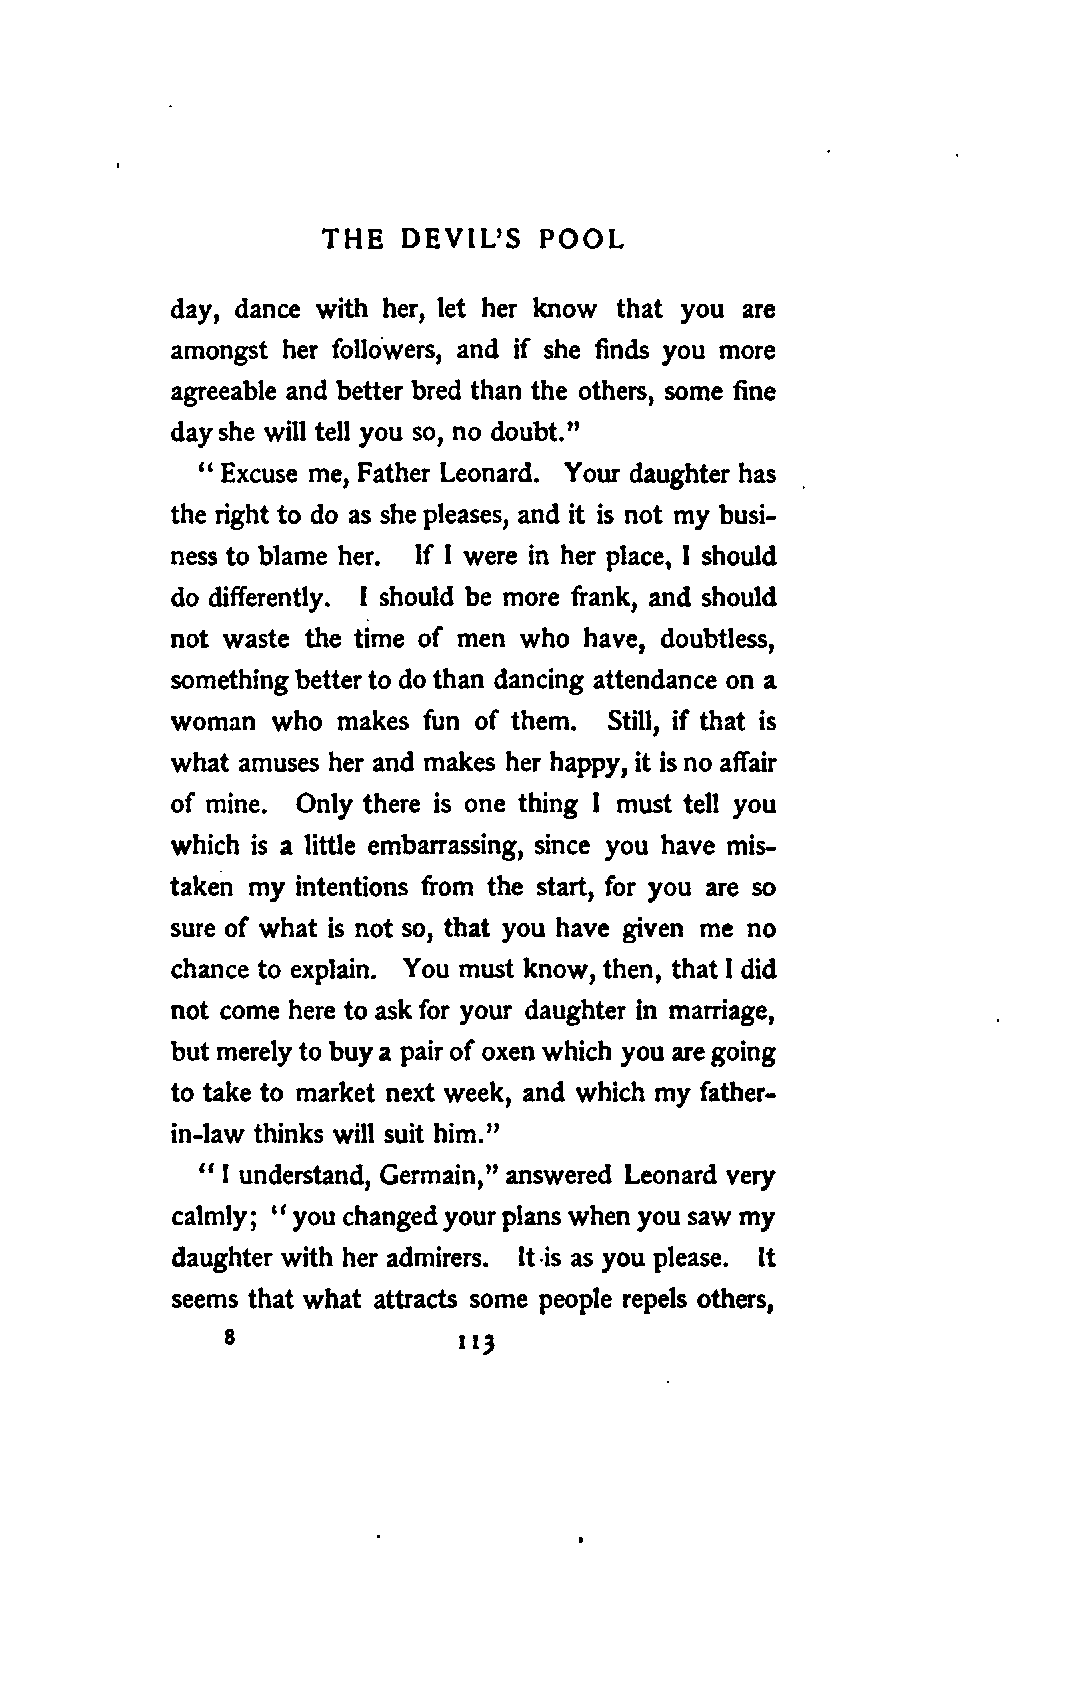 THE DEVIL'S POOL
day, dance with her, let her know that you are
amongst her followers, and if she finds you more
agreeable and better bred than the others, some fine
day she will tell you so, no doubt."
"Excuse me, Father Leonard. Your daughter has
the right to do as she pleases, and it is not my busi-
ness to blame her. If I were in her place, I should
do differently. I should be more frank, and should
not waste the time of men who have, doubtless,
something better to do than dancing attendance on a
woman who makes fun of them. Still, if that is
what amuses her and makes her happy, it is no affair
of mine. Only there is one thing I must tell you
which is a little embarrassing, since you have mis-
taken my intentions from the start, for you are so
sure of what is not so, that you have given me no
chance to explain. You must know, then, that I did
not come here to ask for your daughter in marriage,
but merely to buy a pair of oxen which you are going
to take to market next week, and which my father-
in-law thinks will suit him."
"I understand, Germain," answered Leonard very
calmly; "you changed your plans when you saw my
daughter with her admirers. It is as you please. It
seems that what attracts some people repels others,
8 113